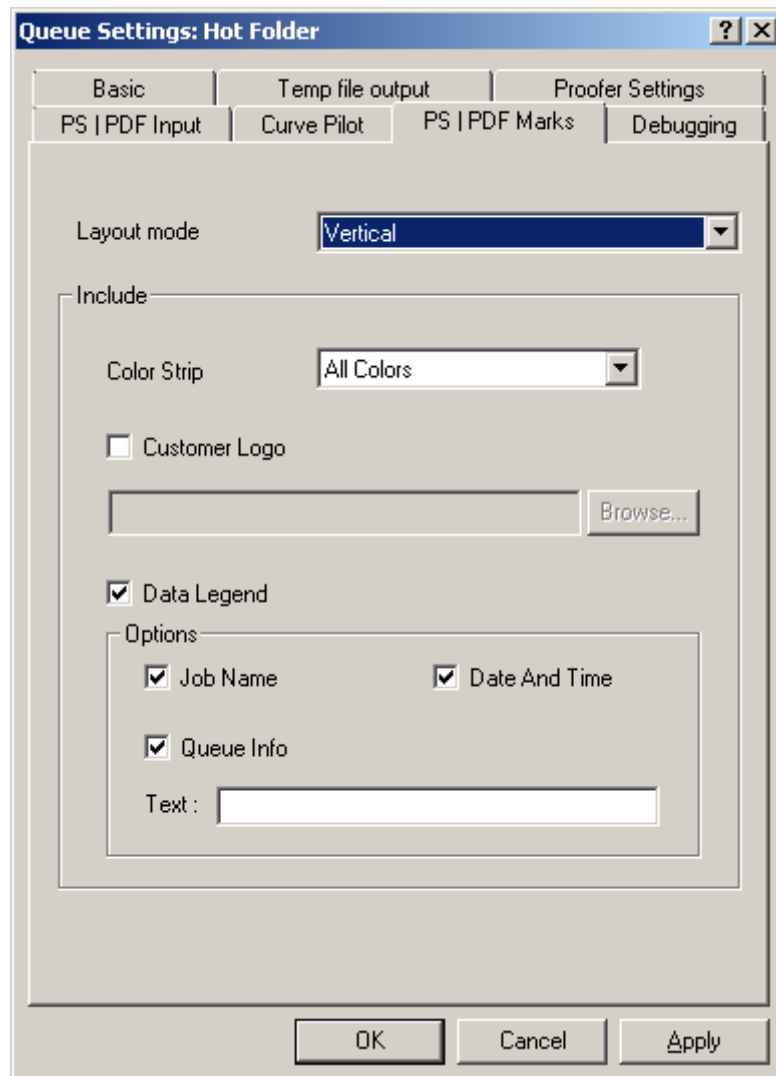 Queue Settings: Hot Folder
Basic Temp file output Proofer Settings
PS | PDF Input Curve Pilot PS | PDF Marks Debugging
Layout mode Vertical
Include
Color Strip All Colors
Customer Logo
Browse...
Data Legend
Options
Job Name Date And Time
Queue Info
Text :
OK Cancel Apply